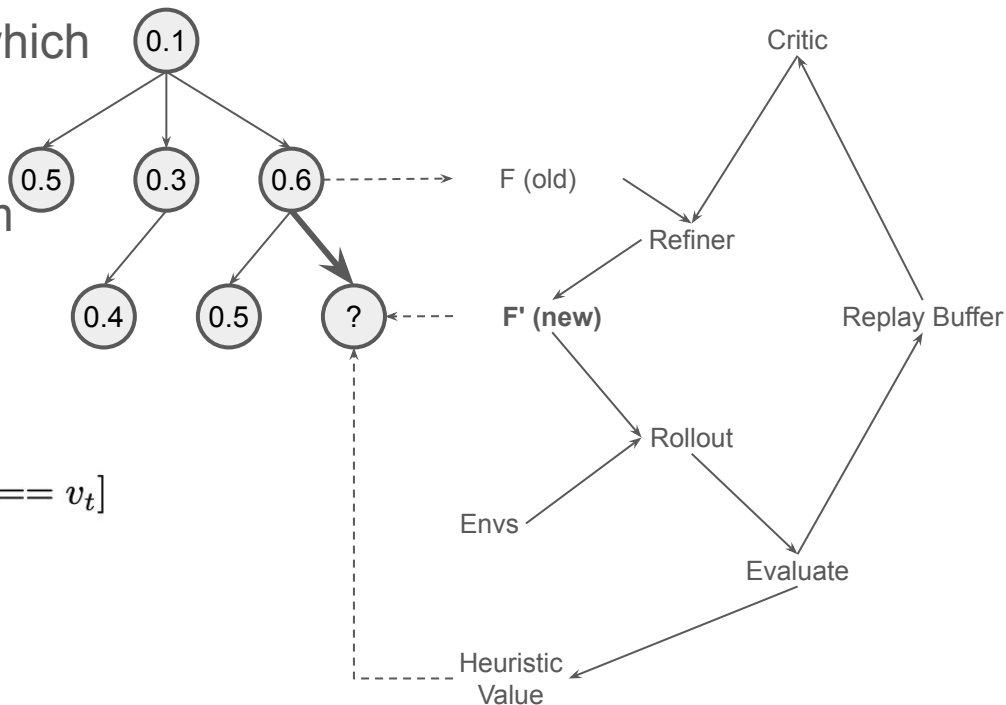 0.1
Critic
0.5
0.3
0.6
F (old)
Refiner
0.4
0.5
?
F' (new)
Replay Buffer
Rollout
== v_t]
Envs
Evaluate
Heuristic
Value